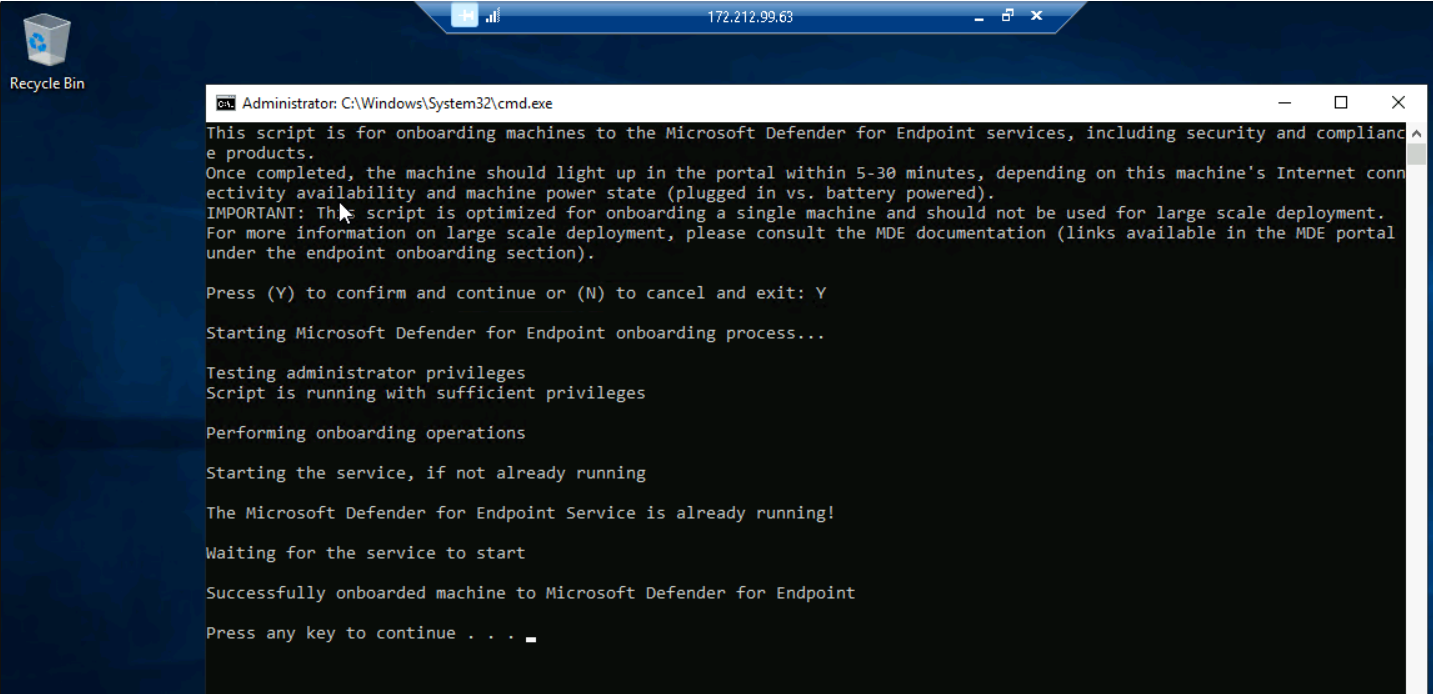 172.212.99.63
Recycle Bin
Administrator: C:\Windows\System32\cmd.exe
This script is for onboarding machines to the Microsoft Defender for Endpoint services, including security and complianc
e products.
Once completed, the machine should light up in the portal within 5-30 minutes, depending on this machine's Internet conn
ectivity availability and machine power state (plugged in vs. battery powered).
IMPORTANT: This script is optimized for onboarding a single machine and should not be used for large scale deployment.
For more information on large scale deployment, please consult the MDE documentation (links available in the MDE portal
under the endpoint onboarding section).
Press (Y) to confirm and continue or (N) to cancel and exit: Y
Starting Microsoft Defender for Endpoint onboarding process...
Testing administrator privileges
Script is running with sufficient privileges
Performing onboarding operations
Starting the service, if not already running
The Microsoft Defender for Endpoint Service is already running!
Waiting for the service to start
Successfully onboarded machine to Microsoft Defender for Endpoint
Press any key to continue . . .